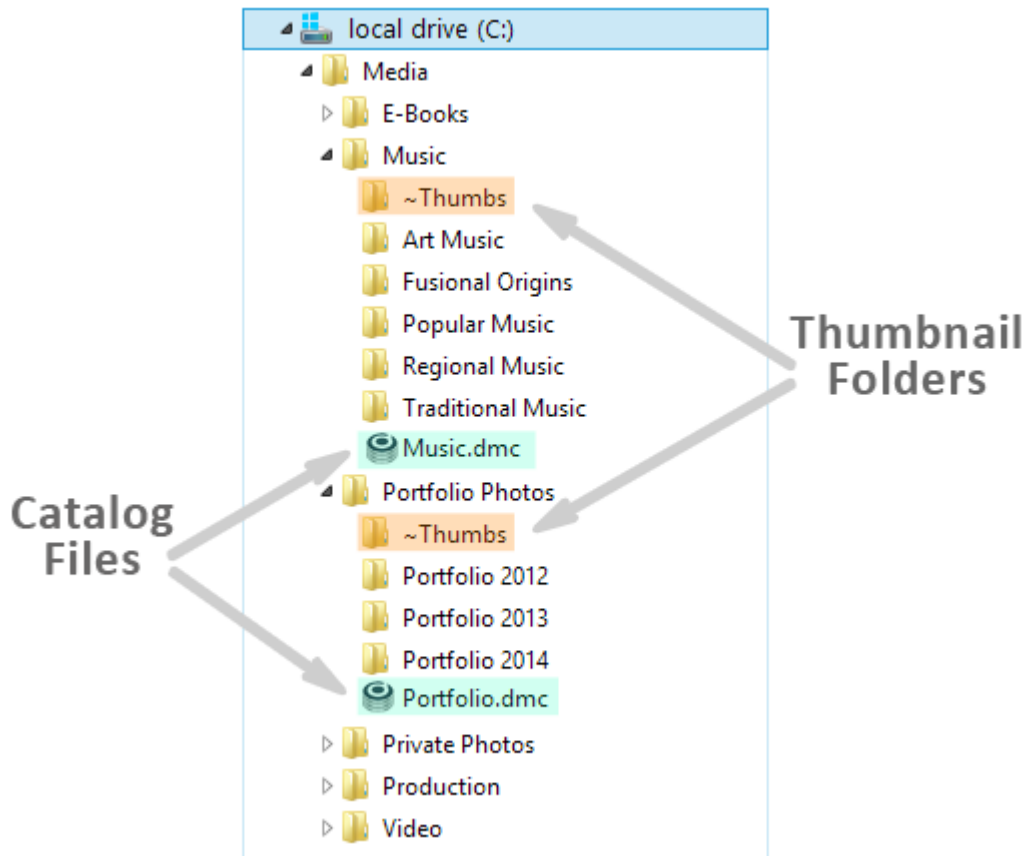 local drive (C:)
Media
E-Books
Music
~Thumbs
Art Music
Fusional Origins
Popular Music
Regional Music
Traditional Music
Music.dmc
Portfolio Photos
~Thumbs
Portfolio 2012
Portfolio 2013
Portfolio 2014
Portfolio.dmc
Private Photos
Production
Video
Thumbnail
Folders
Catalog
Files